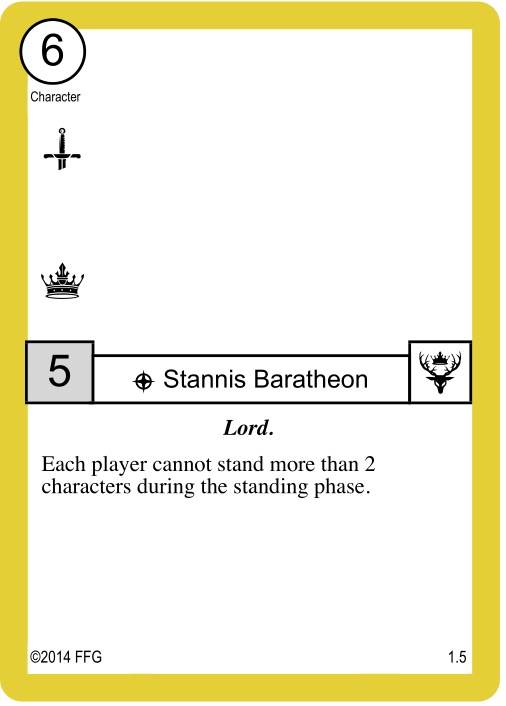 6
Character
5
Stannis Baratheon
Lord.
Each player cannot stand more than 2
characters during the standing phase.
©2014 FFG 1.5